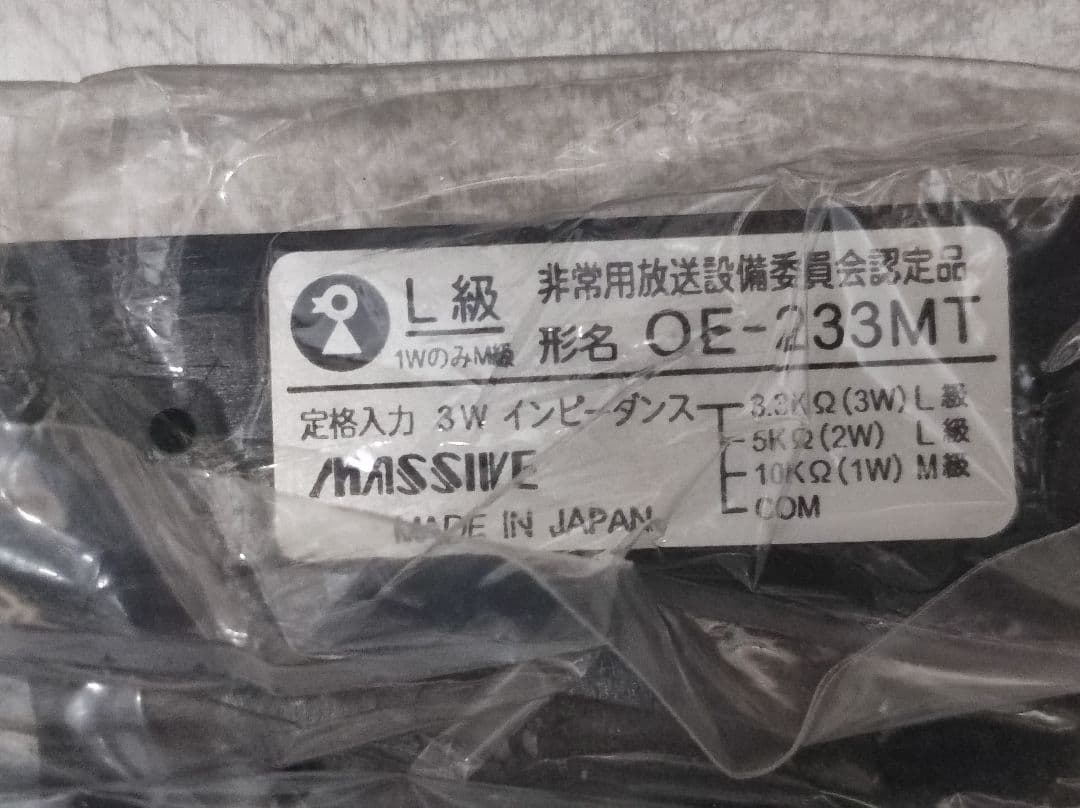 L級 非常用放送設備委員会認定品
1WのみM級 形名 OE-233MT
定格入力 3W インピーダンス 3.3KΩ(3W) L級
5KΩ(2W) L級
10KΩ(1W) M級
COM
MASSIVE
MADE IN JAPAN